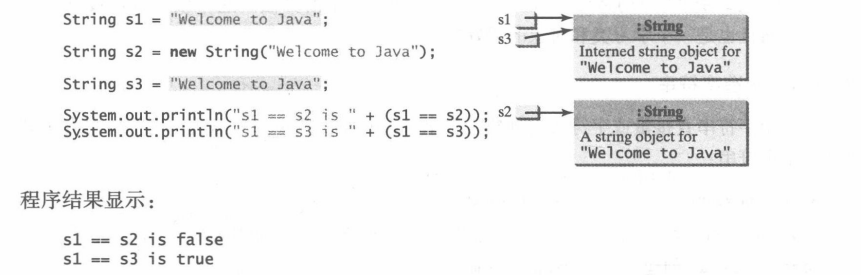 String s1 = "Welcome to Java";
String s2 = new String("Welcome to Java");
String s3 = "Welcome to Java";
System.out.println("s1 == s2 is " + (s1 == s2));
System.out.println("s1 == s3 is " + (s1 == s3));
s1
s3
: String
Interned string object for
"Welcome to Java"
s2
: String
A string object for
"Welcome to Java"
程序结果显示：
s1 == s2 is false
s1 == s3 is true